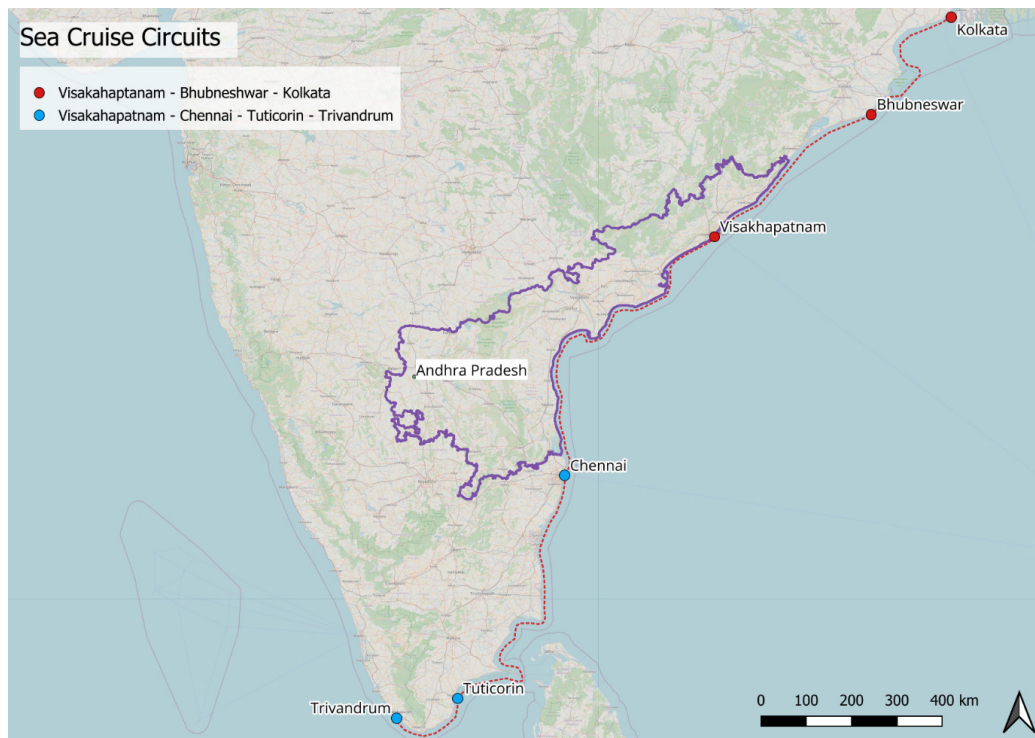 Sea Cruise Circuits
Visakahaptanam - Bhubneshwar - Kolkata
Visakahapatnam - Chennai - Tuticorin - Trivandrum
Kolkata
Bhubneswar
Visakhapatnam
Andhra Pradesh
Chennai
Tuticorin
Trivandrum
0 100 200 300 400 km